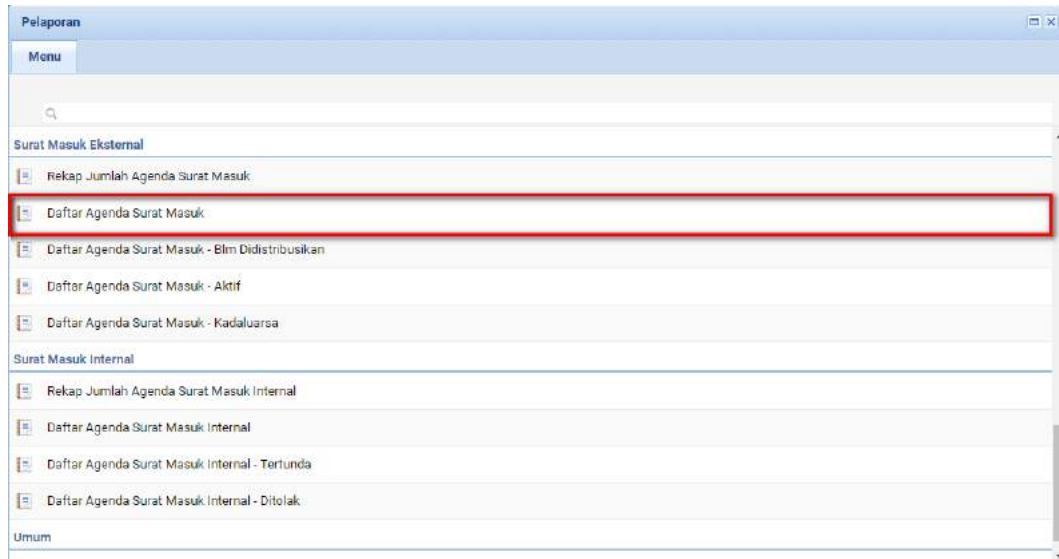 Pelaporan
Menu
Surat Masuk Eksternal
Rekap Jumlah Agenda Surat Masuk
Daftar Agenda Surat Masuk
Daftar Agenda Surat Masuk - Blm Didistribusikan
Daftar Agenda Surat Masuk - Aktif
Daftar Agenda Surat Masuk - Kadaluarsa
Surat Masuk Internal
Rekap Jumlah Agenda Surat Masuk Internal
Daftar Agenda Surat Masuk Internal
Daftar Agenda Surat Masuk Internal - Tertunda
Daftar Agenda Surat Masuk Internal - Ditolak
Umum